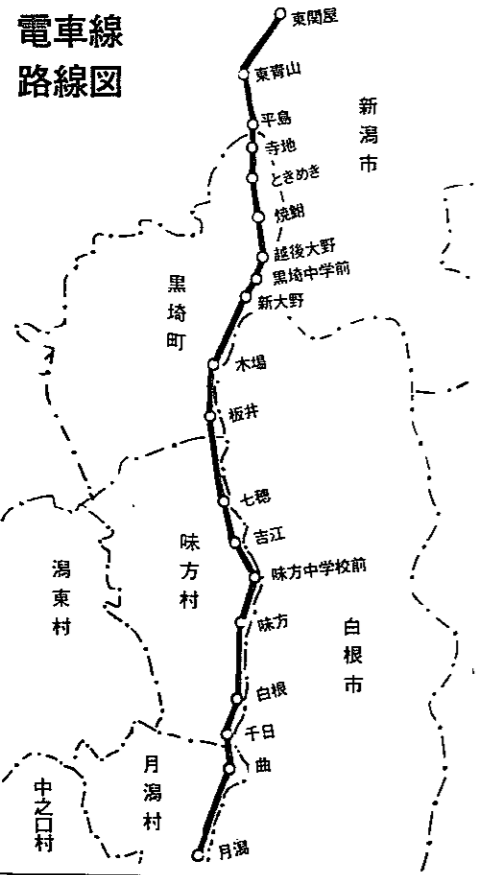 電車線
路線図
東関屋
東青山
平島
寺地
ときめき
焼鮒
越後大野
黒埼中学前
新大野
木場
板井
七穂
吉江
味方中学校前
味方
白根
千日
曲
月潟
新潟市
黒埼町
味方村
潟東村
白根市
月潟村
中之口村